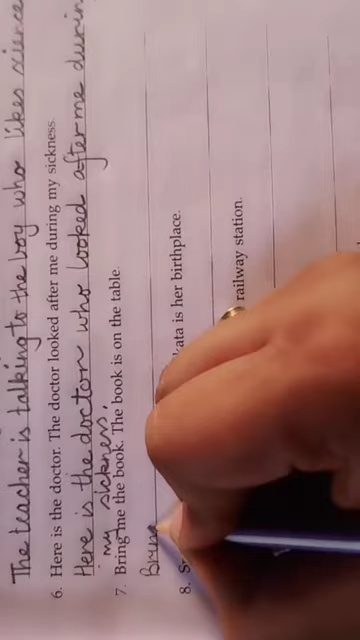 The teacher is talking to the boy who likes science
6. Here is the doctor. The doctor looked after me during my sickness.
Here is the doctor who looked after me during
my sickness.
7. Bring me the book. The book is on the table.
Bring
8. is her birthplace.
railway station.